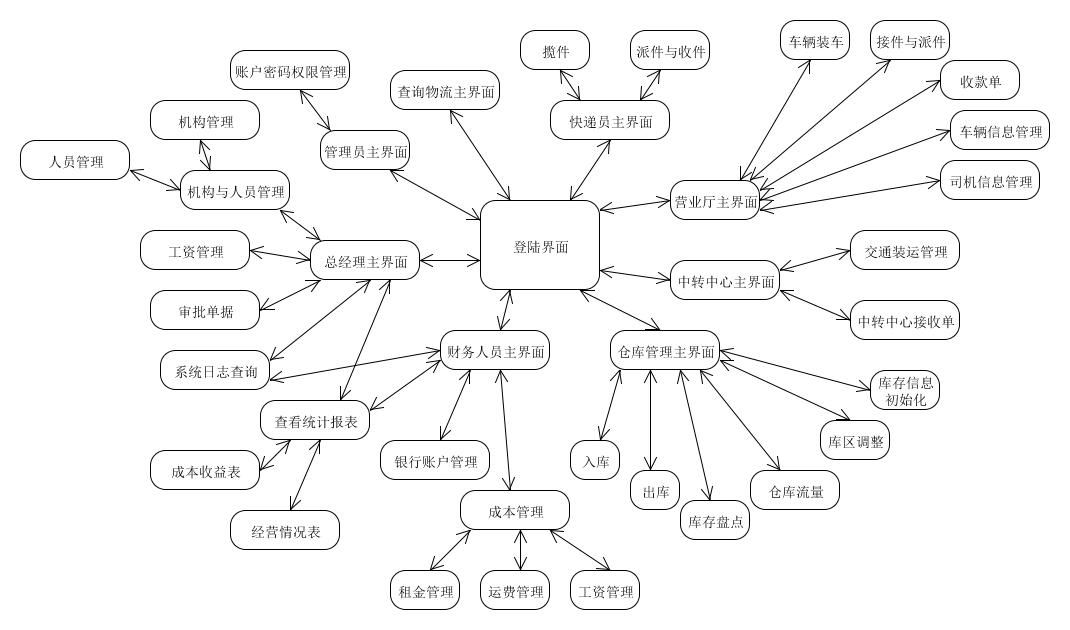 揽件
派件与收件
车辆装车
接件与派件
账户密码权限管理
查询物流主界面
收款单
机构管理
快递员主界面
车辆信息管理
人员管理
管理员主界面
机构与人员管理
营业厅主界面
司机信息管理
工资管理
总经理主界面
登陆界面
中转中心主界面
交通装运管理
审批单据
中转中心接收单
系统日志查询
财务人员主界面
仓库管理主界面
库存信息
初始化
查看统计报表
库区调整
成本收益表
银行账户管理
入库
出库
仓库流量
经营情况表
成本管理
库存盘点
租金管理
运费管理
工资管理